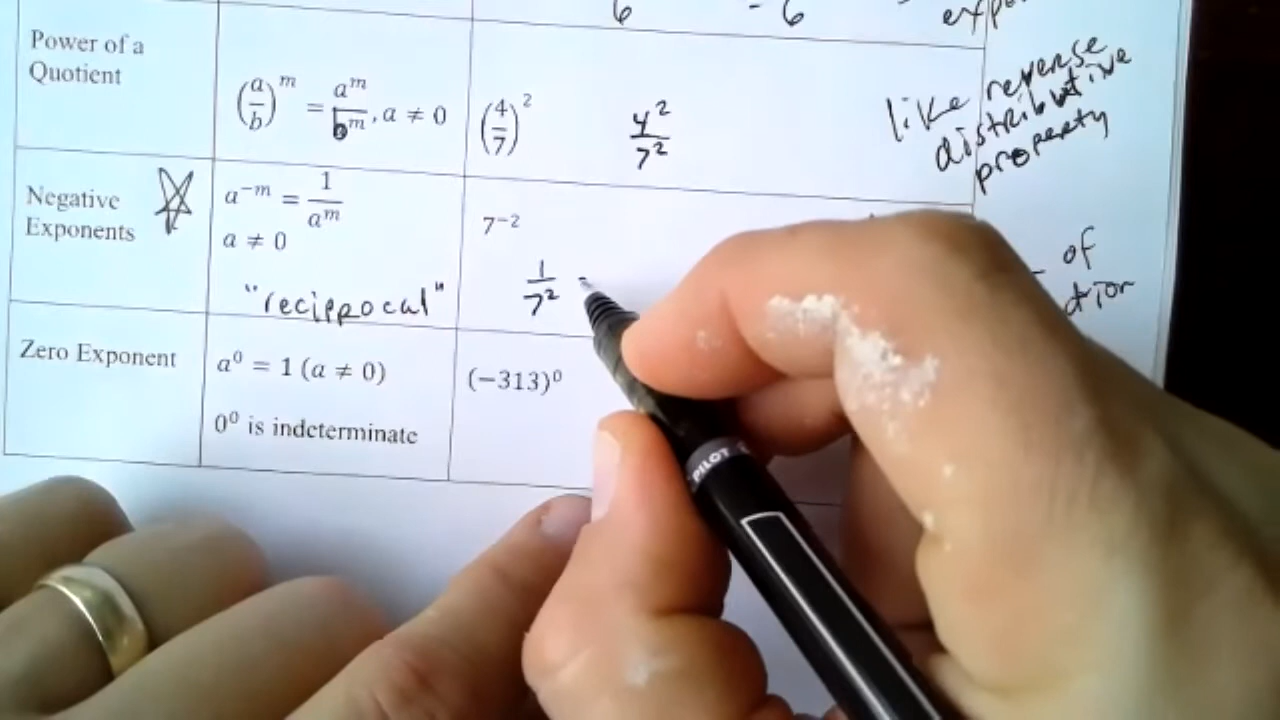 6 - 6
Power of a
Quotient
(a/b)^m = a^m/b^m, a ≠ 0
(4/7)^2
4^2/7^2
like reverse
distributive
property
Negative
Exponents
a^−m = 1/a^m
a ≠ 0
"reciprocal"
7^−2
1/7^2 =
of
Zero Exponent
a^0 = 1 (a ≠ 0)
0^0 is indeterminate
(−313)^0
PILOT